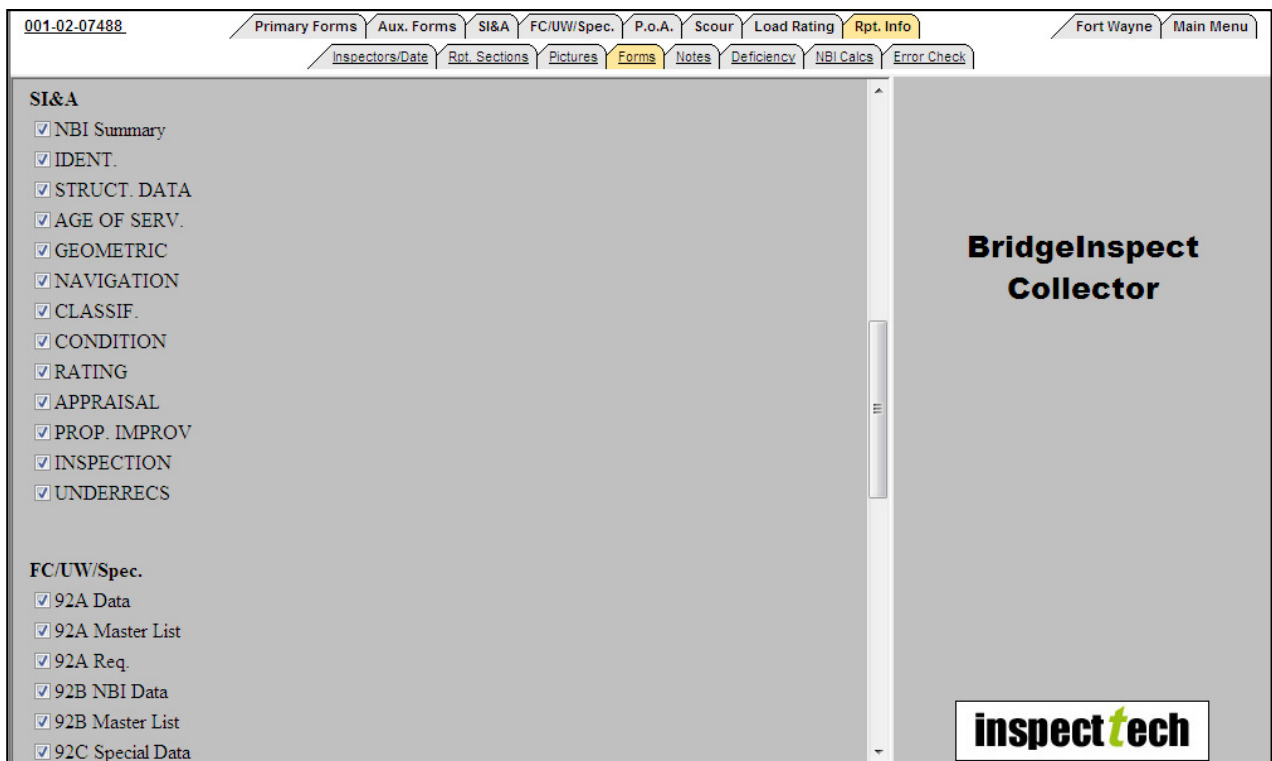 001-02-07488 Primary Forms Aux. Forms SI&A FC/UW/Spec. P.o.A. Scour Load Rating Rpt. Info Fort Wayne Main Menu
Inspectors/Date Rpt. Sections Pictures Forms Notes Deficiency NBI Calcs Error Check
SI&A
NBI Summary
IDENT.
STRUCT. DATA
AGE OF SERV.
GEOMETRIC
NAVIGATION
CLASSIF.
CONDITION
RATING
APPRAISAL
PROP. IMPROV
INSPECTION
UNDERRECS
FC/UW/Spec.
92A Data
92A Master List
92A Req.
92B NBI Data
92B Master List
92C Special Data
BridgeInspect
Collector
inspecttech